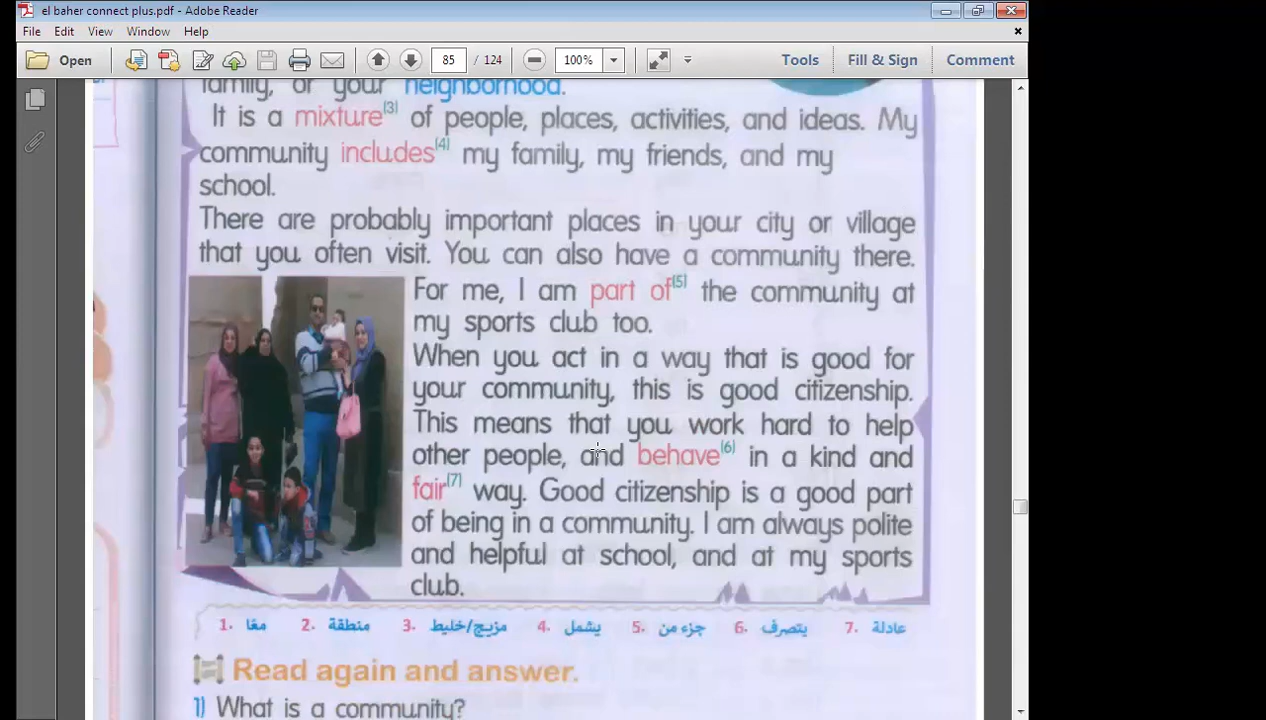 el baher connect plus.pdf - Adobe Reader
File Edit View Window Help
Open 85 / 124 100% Tools Fill & Sign Comment
family, or your neighborhood.
It is a mixture(3) of people, places, activities, and ideas. My
community includes(4) my family, my friends, and my
school.
There are probably important places in your city or village
that you often visit. You can also have a community there.
For me, I am part of(5) the community at
my sports club too.
When you act in a way that is good for
your community, this is good citizenship.
This means that you work hard to help
other people, and behave(6) in a kind and
fair(7) way. Good citizenship is a good part
of being in a community. I am always polite
and helpful at school, and at my sports
club.
1. معًا 2. منطقة 3. مزيج/خليط 4. يشمل 5. جزء من 6. يتصرف 7. عادلة
Read again and answer.
1) What is a community?